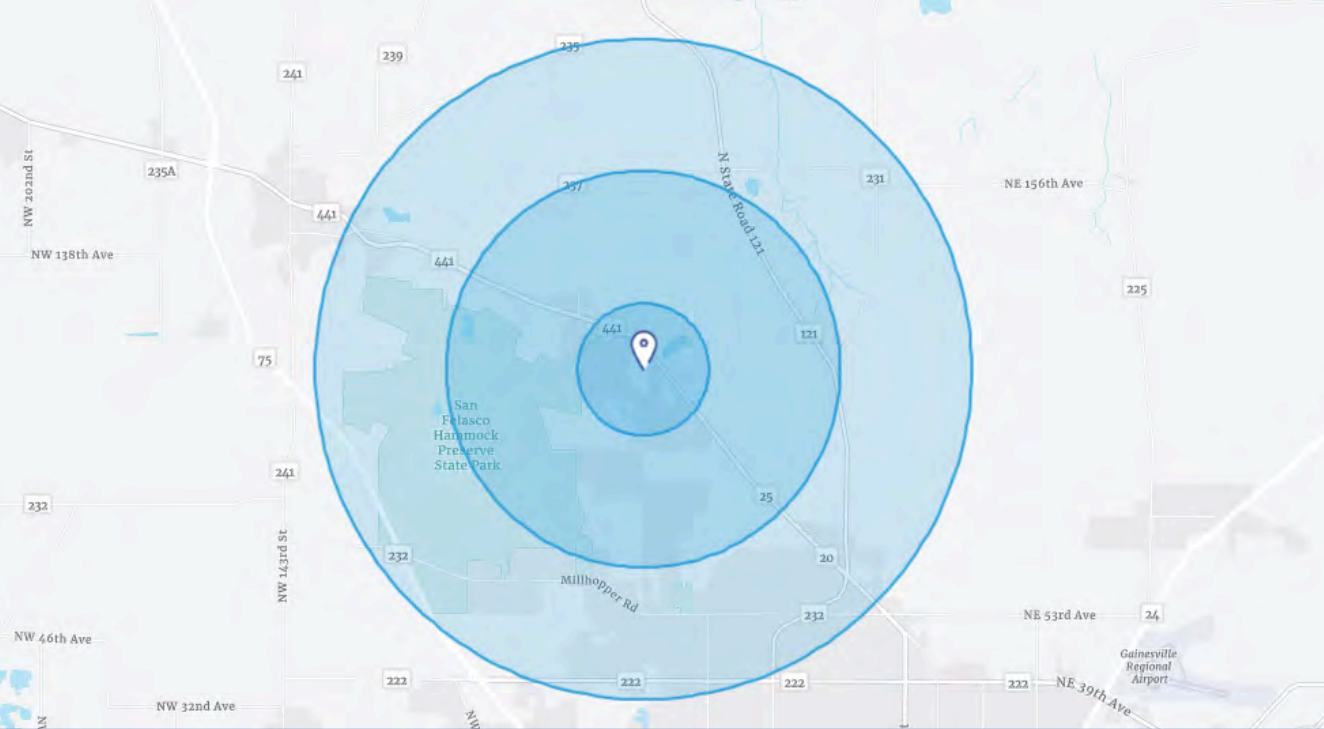 235
239
241
235A
NW 202nd St
237
231
NE 156th Ave
N State Road 121
441
NW 138th Ave
441
225
441
121
75
San
Felasco
Hammock
Preserve
State Park
241
25
232
NW 143rd St
232
20
Millhopper Rd
232
NE 53rd Ave
24
NW 46th Ave
Gainesville
Regional
Airport
222
222
222
222
NE 39th Ave
NW 32nd Ave
NW